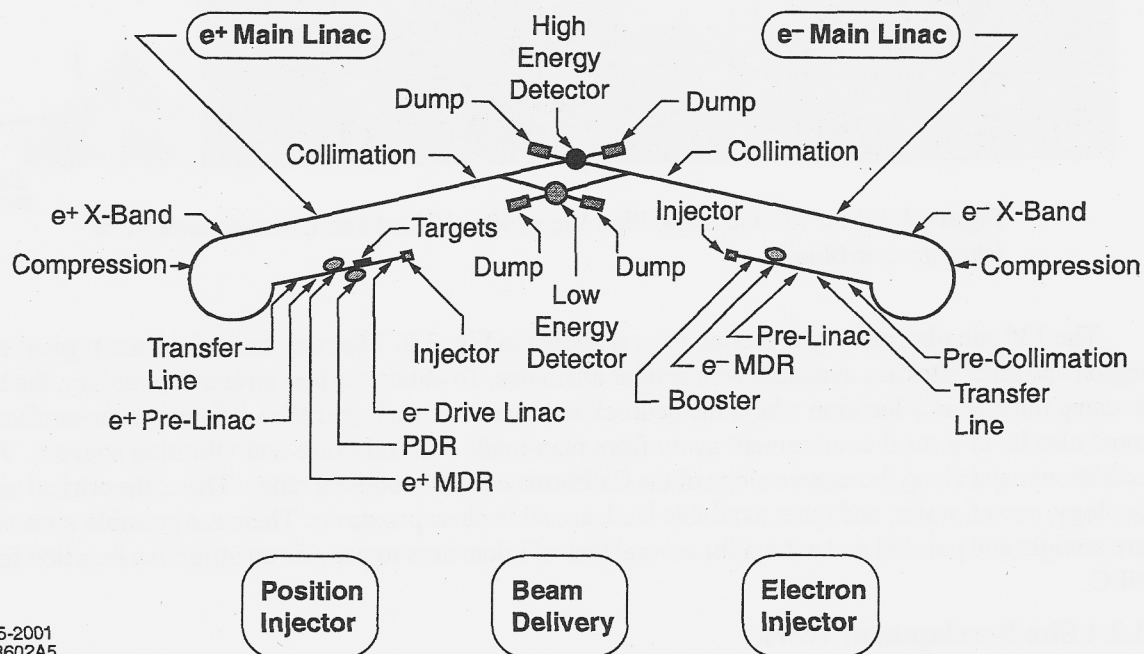 e+ Main Linac
High
Energy
Detector
e− Main Linac
Dump
Dump
Collimation
Collimation
e+ X-Band
Targets
Injector
e− X-Band
Compression
Dump
Dump
Compression
Low
Energy
Detector
Transfer
Line
Injector
Pre-Linac
Pre-Collimation
e+ Pre-Linac
e− Drive Linac
e− MDR
Transfer
Line
Booster
PDR
e+ MDR
Position
Injector
Beam
Delivery
Electron
Injector
5-2001
8602A5